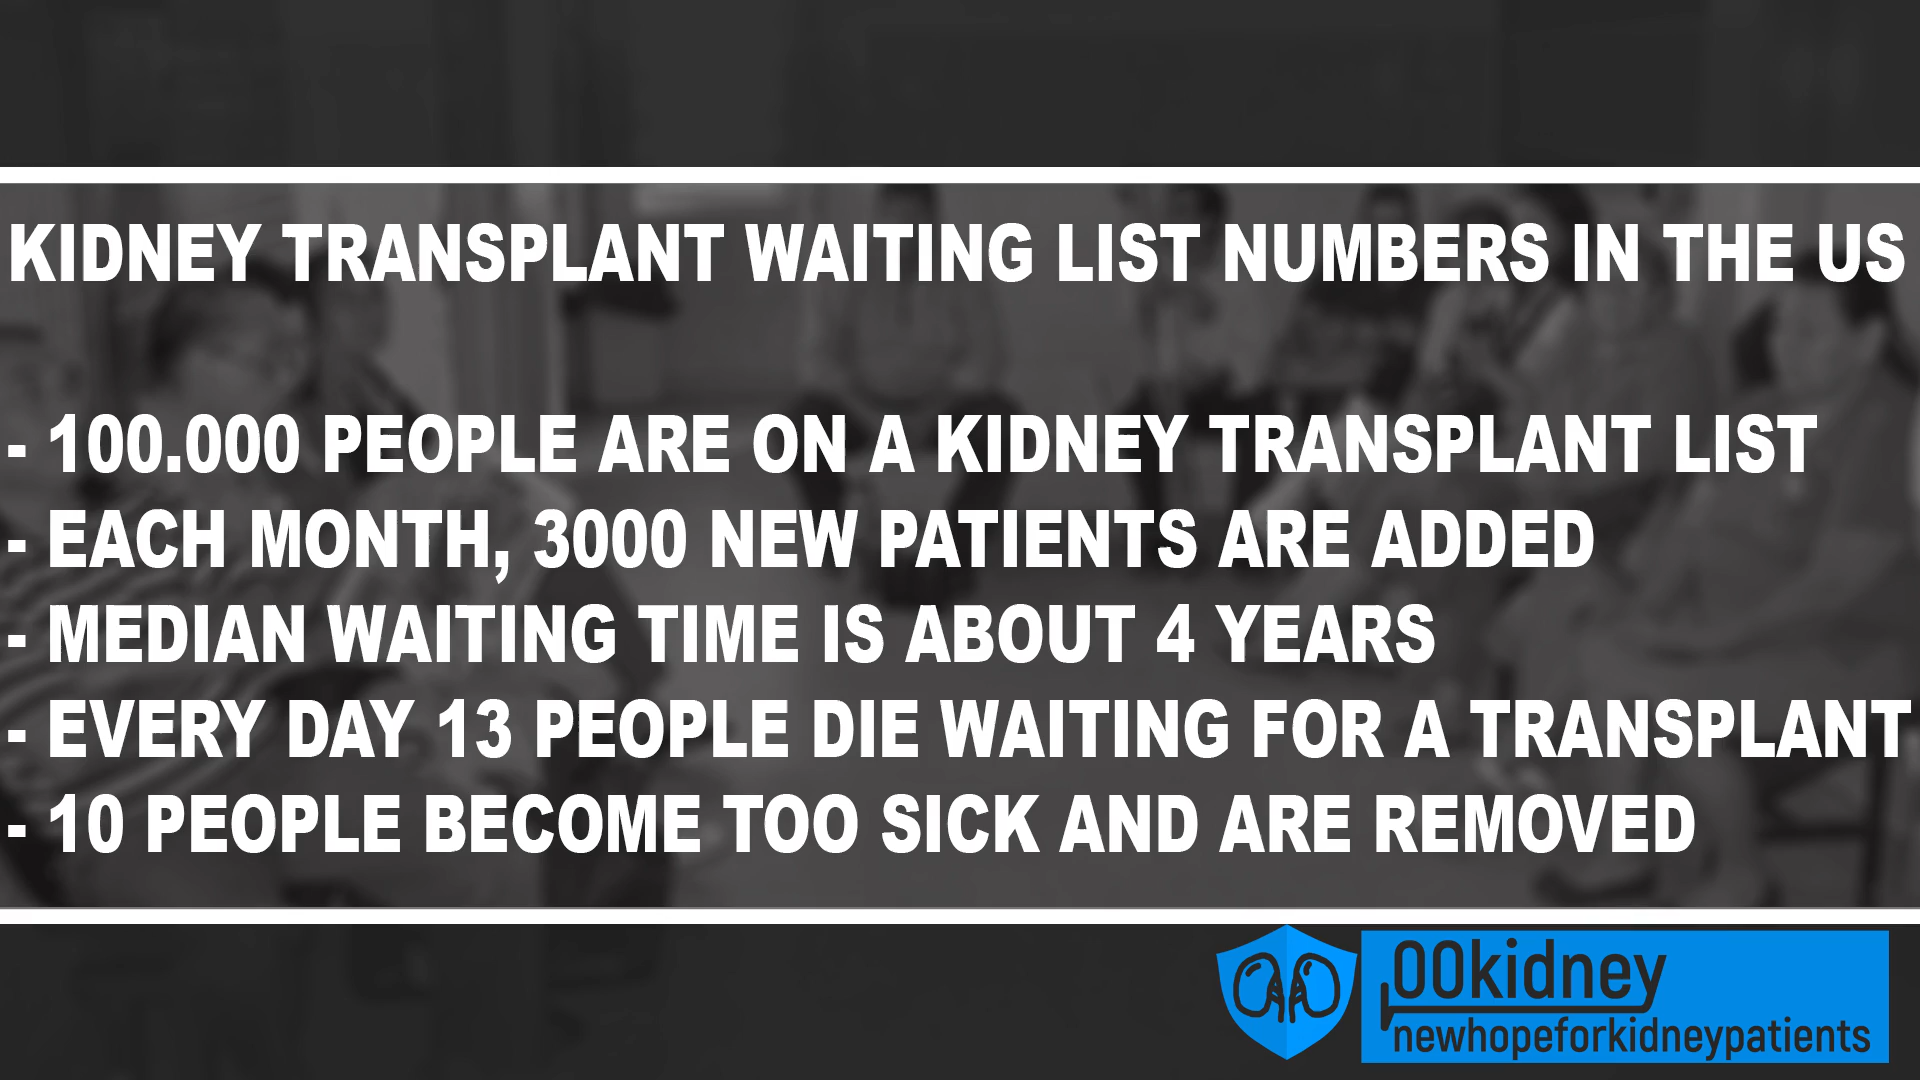 KIDNEY TRANSPLANT WAITING LIST NUMBERS IN THE US
- 100.000 PEOPLE ARE ON A KIDNEY TRANSPLANT LIST
- EACH MONTH, 3000 NEW PATIENTS ARE ADDED
- MEDIAN WAITING TIME IS ABOUT 4 YEARS
- EVERY DAY 13 PEOPLE DIE WAITING FOR A TRANSPLANT
- 10 PEOPLE BECOME TOO SICK AND ARE REMOVED
00kidney
newhopeforkidneypatients